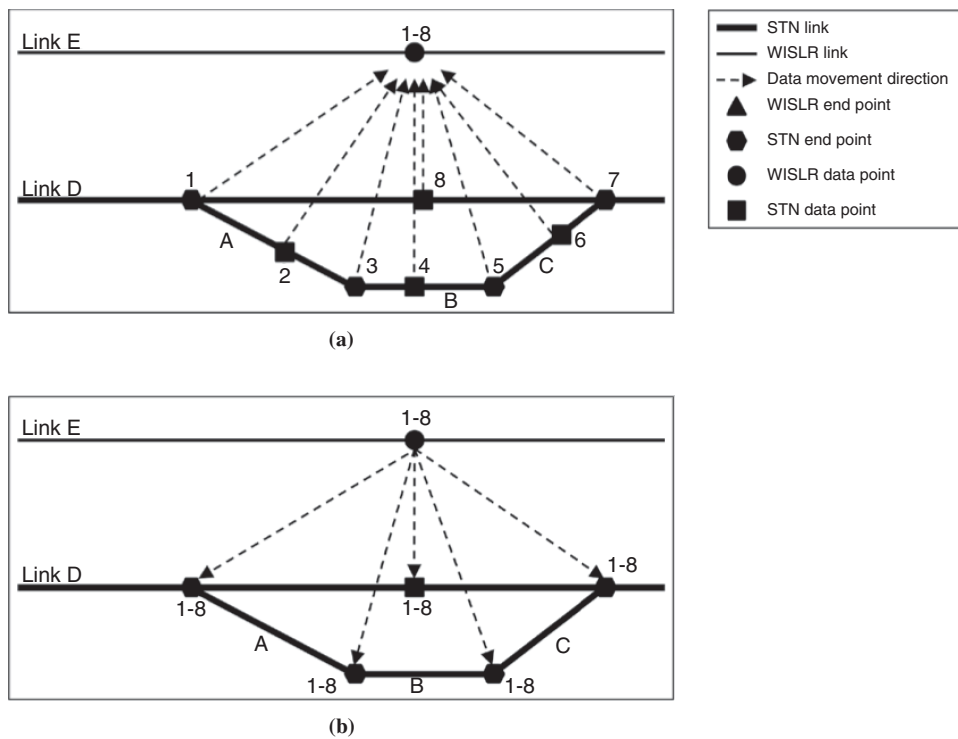 1-8
Link E
1
8
7
Link D
A
2
3
4
5
6
C
B
(a)
STN link
WISLR link
Data movement direction
WISLR end point
STN end point
WISLR data point
STN data point
1-8
Link E
1-8
Link D
1-8
1-8
A
C
1-8
B
1-8
(b)